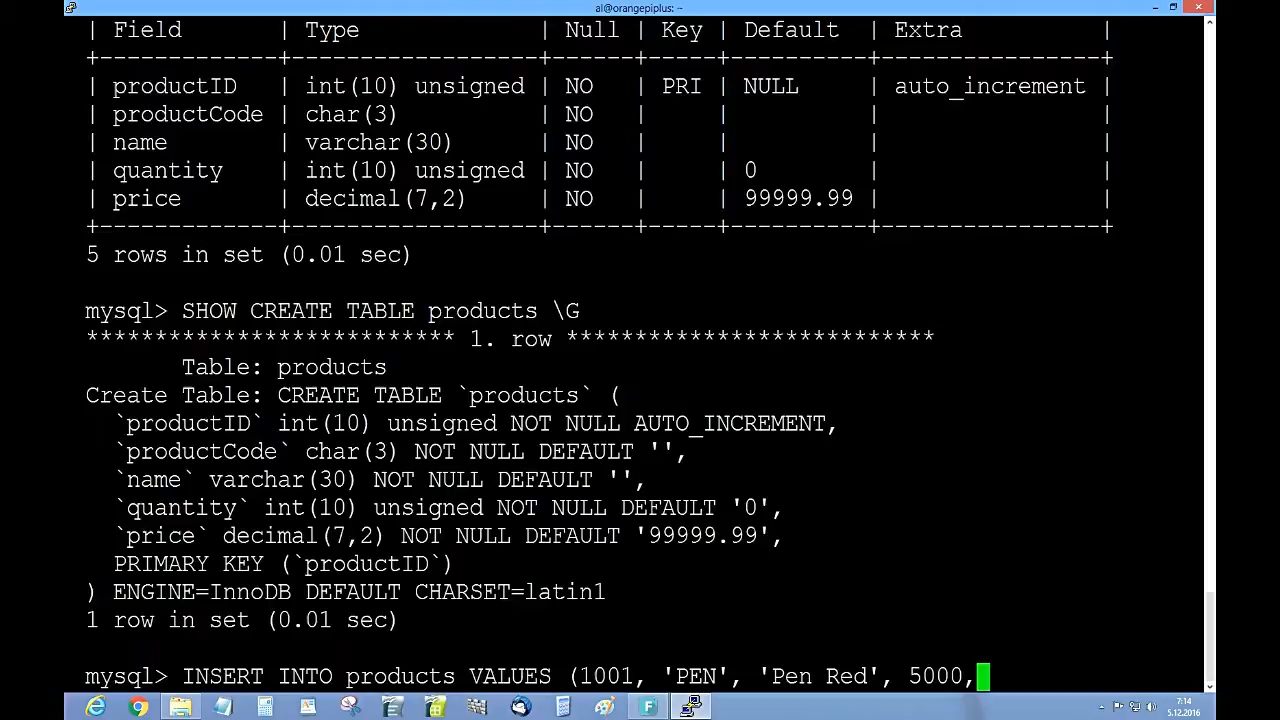 al@orangepiplus: ~
| Field       | Type             | Null | Key | Default  | Extra          |
+-------------+------------------+------+-----+----------+----------------+
| productID   | int(10) unsigned | NO   | PRI | NULL     | auto_increment |
| productCode | char(3)          | NO   |     |          |                |
| name        | varchar(30)      | NO   |     |          |                |
| quantity    | int(10) unsigned | NO   |     | 0        |                |
| price       | decimal(7,2)     | NO   |     | 99999.99 |                |
+-------------+------------------+------+-----+----------+----------------+
5 rows in set (0.01 sec)
mysql> SHOW CREATE TABLE products \G
*************************** 1. row ***************************
       Table: products
Create Table: CREATE TABLE `products` (
  `productID` int(10) unsigned NOT NULL AUTO_INCREMENT,
  `productCode` char(3) NOT NULL DEFAULT '',
  `name` varchar(30) NOT NULL DEFAULT '',
  `quantity` int(10) unsigned NOT NULL DEFAULT '0',
  `price` decimal(7,2) NOT NULL DEFAULT '99999.99',
  PRIMARY KEY (`productID`)
) ENGINE=InnoDB DEFAULT CHARSET=latin1
1 row in set (0.01 sec)
mysql> INSERT INTO products VALUES (1001, 'PEN', 'Pen Red', 5000,
7:14
5.12.2016